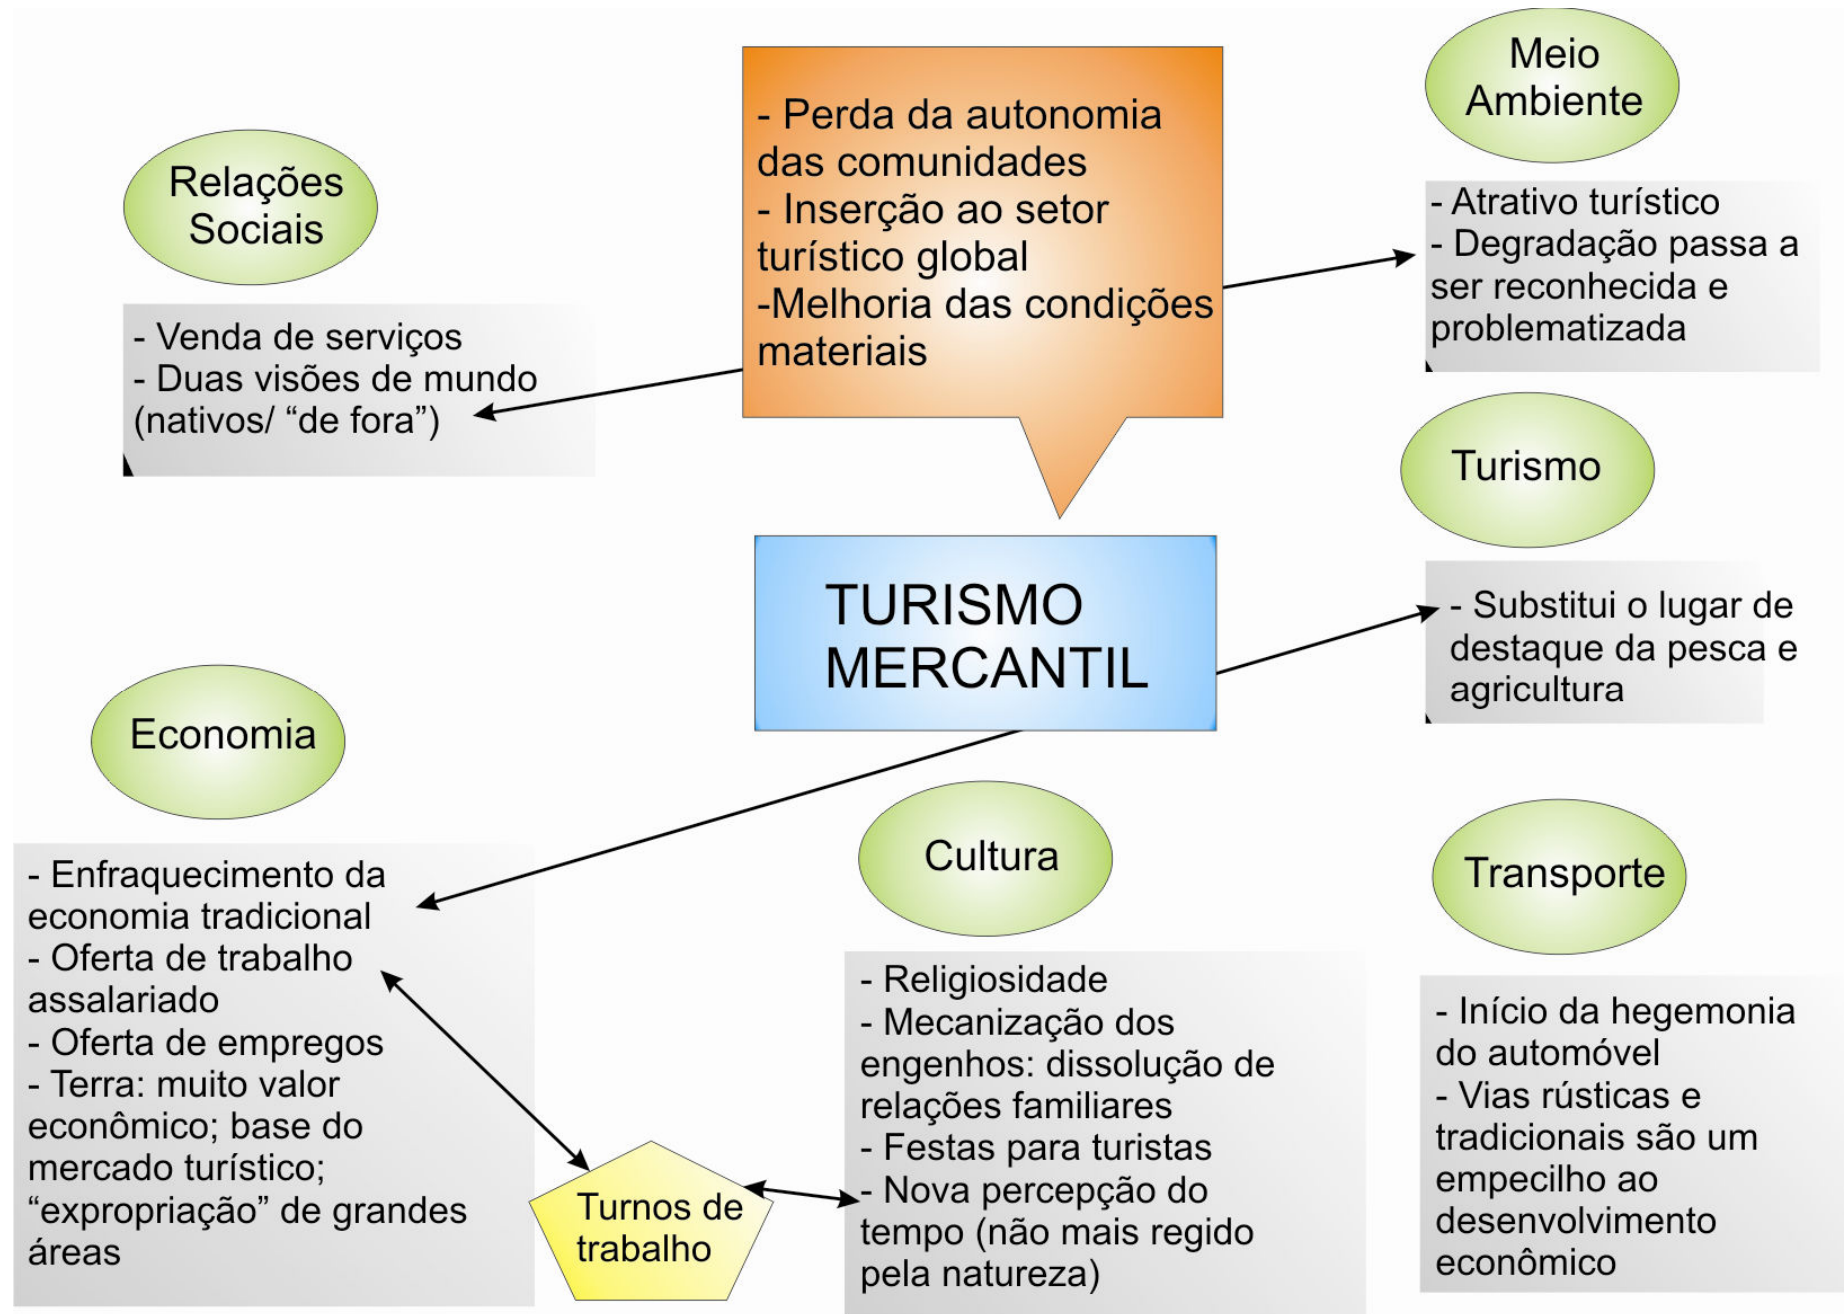 Relações
Sociais
- Venda de serviços
- Duas visões de mundo
(nativos/ “de fora”)
- Perda da autonomia
das comunidades
- Inserção ao setor
turístico global
-Melhoria das condições
materiais
Meio
Ambiente
- Atrativo turístico
- Degradação passa a
ser reconhecida e
problematizada
TURISMO
MERCANTIL
Turismo
- Substitui o lugar de
destaque da pesca e
agricultura
Economia
- Enfraquecimento da
economia tradicional
- Oferta de trabalho
assalariado
- Oferta de empregos
- Terra: muito valor
econômico; base do
mercado turístico;
“expropriação” de grandes
áreas
Turnos de
trabalho
Cultura
- Religiosidade
- Mecanização dos
engenhos: dissolução de
relações familiares
- Festas para turistas
- Nova percepção do
tempo (não mais regido
pela natureza)
Transporte
- Início da hegemonia
do automóvel
- Vias rústicas e
tradicionais são um
empecilho ao
desenvolvimento
econômico